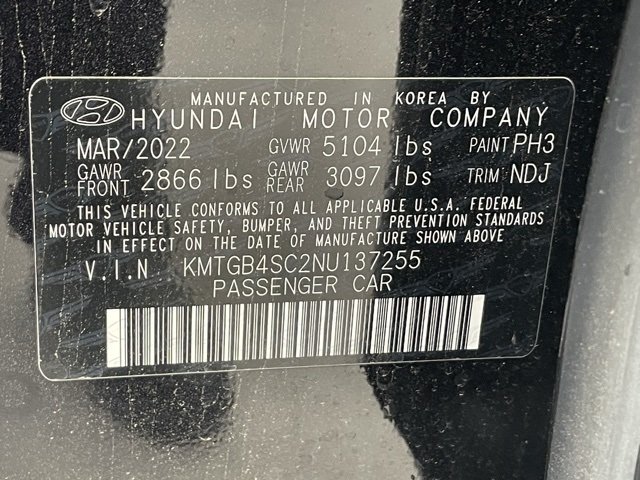 MANUFACTURED IN KOREA BY
HYUNDAI MOTOR COMPANY
MAR/2022 GVWR 5104 lbs PAINT PH3
GAWR FRONT 2866 lbs GAWR REAR 3097 lbs TRIM NDJ
THIS VEHICLE CONFORMS TO ALL APPLICABLE U.S.A. FEDERAL
MOTOR VEHICLE SAFETY, BUMPER, AND THEFT PREVENTION STANDARDS
IN EFFECT ON THE DATE OF MANUFACTURE SHOWN ABOVE
V.I.N KMTGB4SC2NU137255
PASSENGER CAR